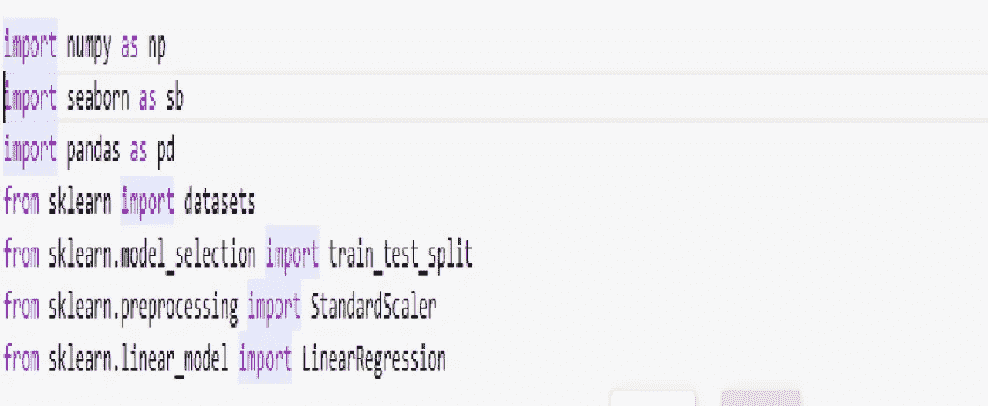 import numpy as np
import seaborn as sb
import pandas as pd
from sklearn import datasets
from sklearn.model_selection import train_test_split
from sklearn.preprocessing import StandardScaler
from sklearn.linear_model import LinearRegression